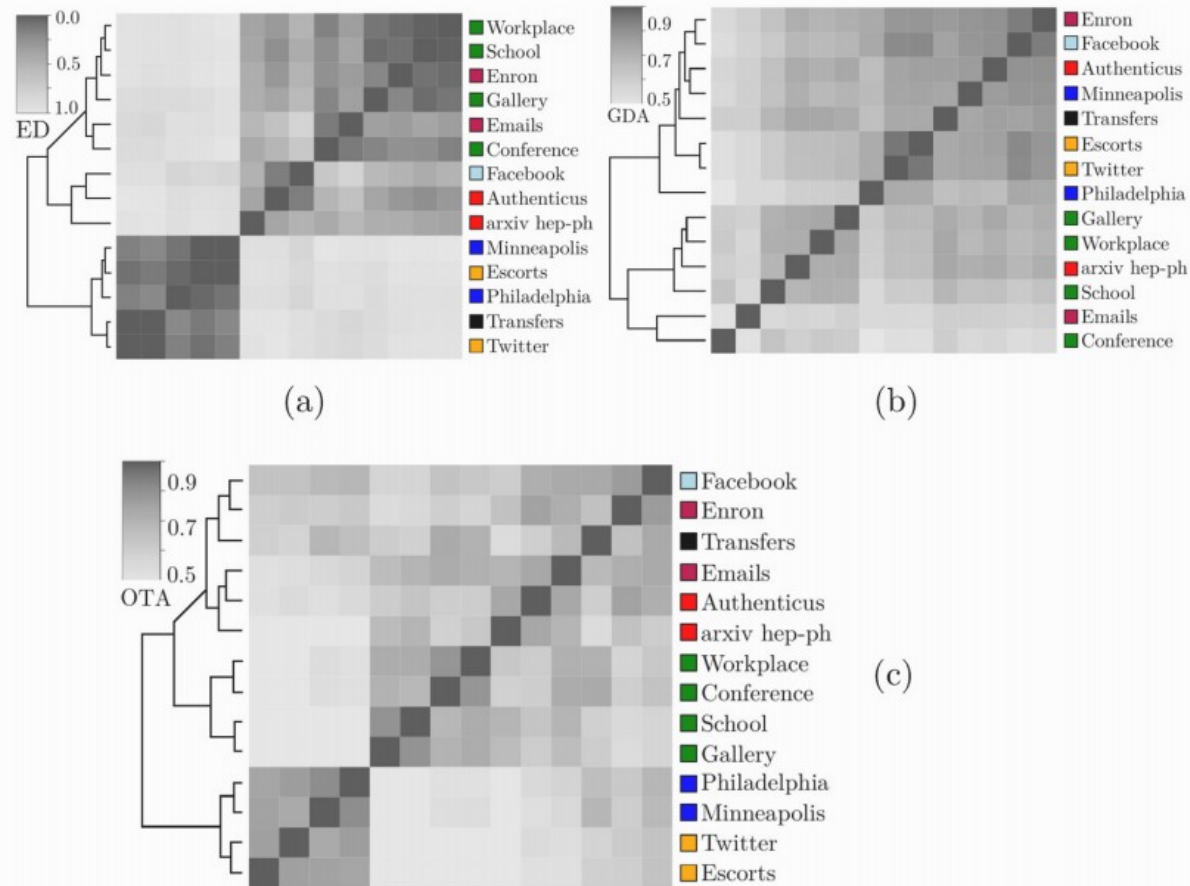 0.0
0.5
1.0
ED
Workplace
School
Enron
Gallery
Emails
Conference
Facebook
Authenticus
arxiv hep-ph
Minneapolis
Escorts
Philadelphia
Transfers
Twitter
(a)
0.9
0.7
0.5
GDA
Enron
Facebook
Authenticus
Minneapolis
Transfers
Escorts
Twitter
Philadelphia
Gallery
Workplace
arxiv hep-ph
School
Emails
Conference
(b)
0.9
0.7
0.5
OTA
Facebook
Enron
Transfers
Emails
Authenticus
arxiv hep-ph
Workplace
Conference
School
Gallery
Philadelphia
Minneapolis
Twitter
Escorts
(c)